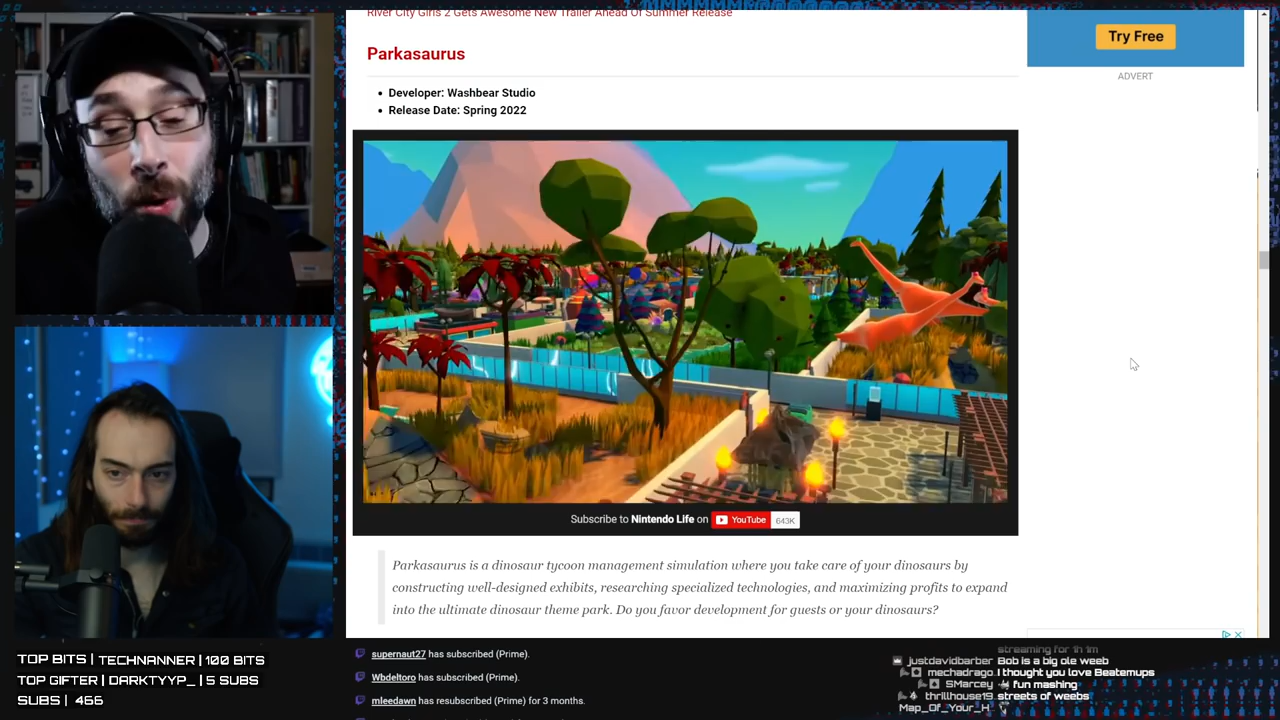 River City Girls 2 Gets Awesome New Trailer Ahead Of Summer Release
Parkasaurus
• Developer: Washbear Studio
• Release Date: Spring 2022
Subscribe to Nintendo Life on YouTube 643K
Parkasaurus is a dinosaur tycoon management simulation where you take care of your dinosaurs by
constructing well-designed exhibits, researching specialized technologies, and maximizing profits to expand
into the ultimate dinosaur theme park. Do you favor development for guests or your dinosaurs?
Try Free
ADVERT
TOP BITS | TECHNANNER | 100 BITS
TOP GIFTER | DARKTYYP_ | 5 SUBS
SUBS | 466
supernaut27 has subscribed (Prime).
Wbdeltoro has subscribed (Prime).
mleedawn has resubscribed (Prime) for 3 months.
streaming for 1h 1m
justdavidbarber Bob is a big ole weeb
mechadrago I thought you love Beatemups
SMarcey fun mashing
thrillhouse19 streets of weebs
Map_Of_Your_H